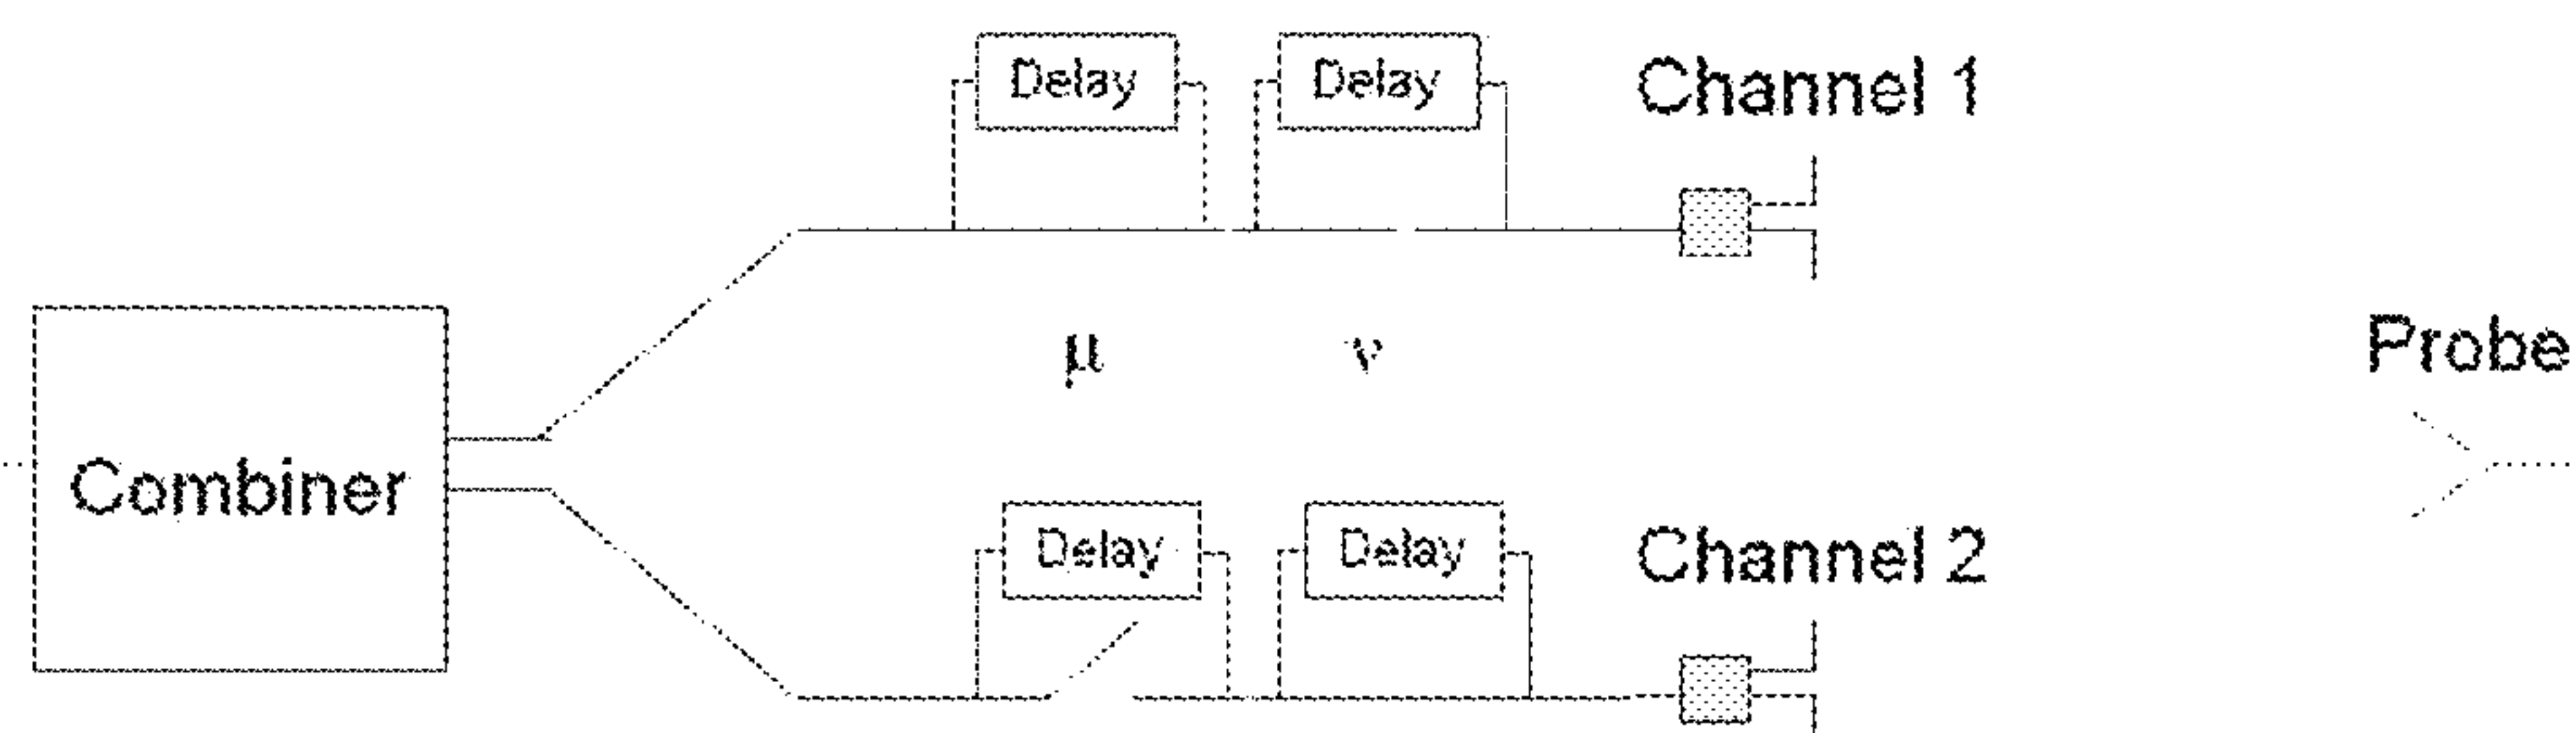 Delay Delay Channel 1
μ ν Probe
Combiner
Delay Delay Channel 2